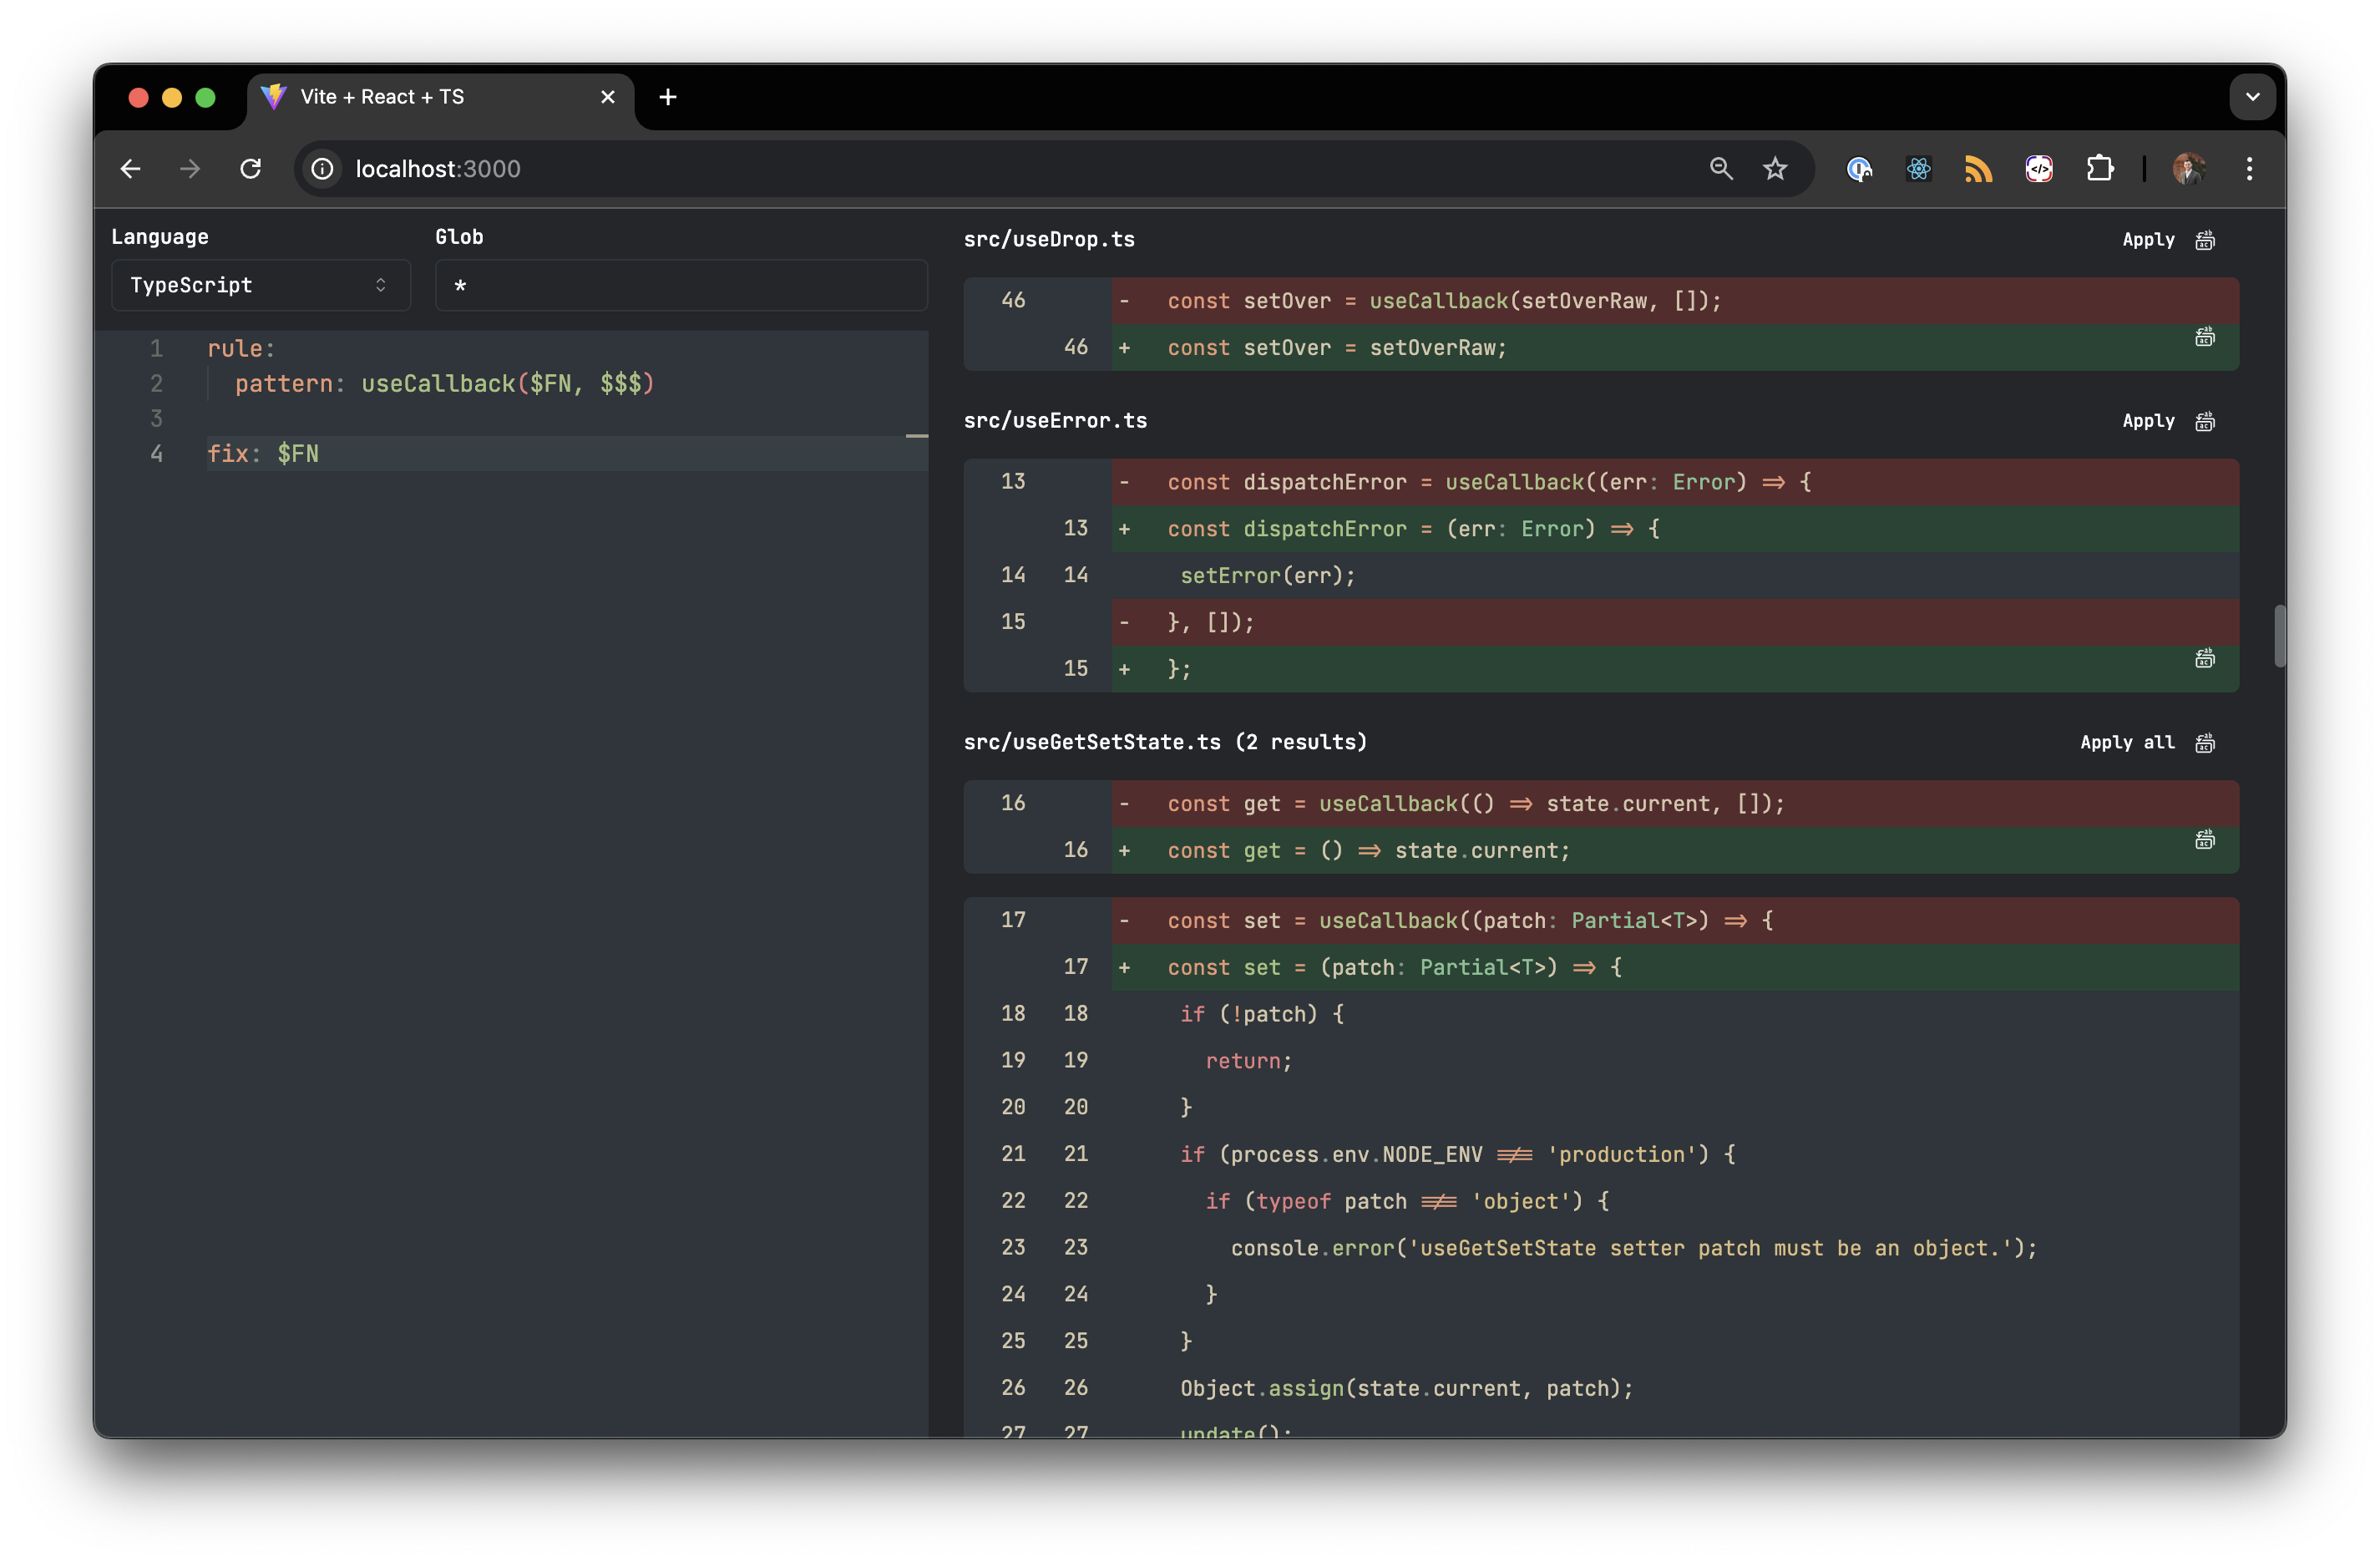 Vite + React + TS
localhost:3000
Language
Glob
TypeScript
*
1 rule:
2 pattern: useCallback($FN, $$$)
3
4 fix: $FN
src/useDrop.ts Apply
46 - const setOver = useCallback(setOverRaw, []);
46 + const setOver = setOverRaw;
src/useError.ts Apply
13 - const dispatchError = useCallback((err: Error) => {
13 + const dispatchError = (err: Error) => {
14 14 setError(err);
15 - }, []);
15 + };
src/useGetSetState.ts (2 results) Apply all
16 - const get = useCallback(() => state.current, []);
16 + const get = () => state.current;
17 - const set = useCallback((patch: Partial<T>) => {
17 + const set = (patch: Partial<T>) => {
18 18 if (!patch) {
19 19 return;
20 20 }
21 21 if (process.env.NODE_ENV !== 'production') {
22 22 if (typeof patch !== 'object') {
23 23 console.error('useGetSetState setter patch must be an object.');
24 24 }
25 25 }
26 26 Object.assign(state.current, patch);
27 27 update();